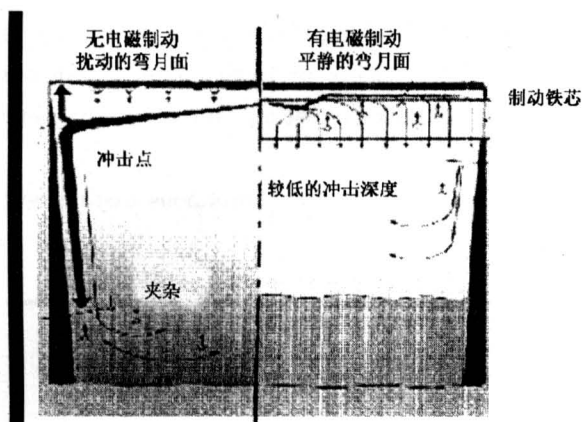 无电磁制动
扰动的弯月面
有电磁制动
平静的弯月面
制动铁芯
冲击点
较低的冲击深度
夹杂